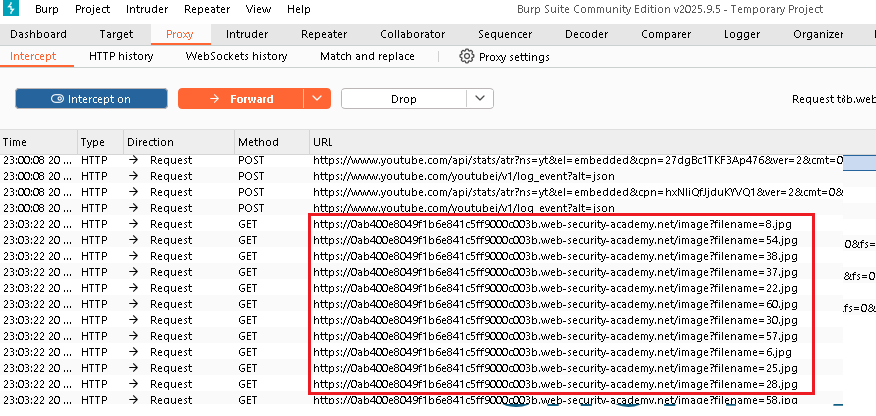 Burp Project Intruder Repeater View Help Burp Suite Community Edition v2025.9.5 - Temporary Project
Dashboard Target Proxy Intruder Repeater Collaborator Sequencer Decoder Comparer Logger Organizer
Intercept HTTP history WebSockets history Match and replace Proxy settings
Intercept on Forward Drop Request
Time Type Direction Method URL
23:00:08 20 ... HTTP Request POST https://www.youtube.com/api/stats/atr?ns=yt&el=embedded&cpn=27dgBc1TKF3Ap476&ver=2&cmt=0
23:00:08 20 ... HTTP Request POST https://www.youtube.com/youtubei/v1/log_event?alt=json
23:00:08 20 ... HTTP Request POST https://www.youtube.com/api/stats/atr?ns=yt&el=embedded&cpn=hxNliQfJjduKYVQ1&ver=2&cmt=0&
23:00:08 20 ... HTTP Request POST https://www.youtube.com/youtubei/v1/log_event?alt=json
23:03:22 20 ... HTTP Request GET https://0ab400e8049f1b6e841c5ff9000c003b.web-security-academy.net/image?filename=8.jpg
23:03:22 20 ... HTTP Request GET https://0ab400e8049f1b6e841c5ff9000c003b.web-security-academy.net/image?filename=54.jpg
23:03:22 20 ... HTTP Request GET https://0ab400e8049f1b6e841c5ff9000c003b.web-security-academy.net/image?filename=38.jpg
23:03:22 20 ... HTTP Request GET https://0ab400e8049f1b6e841c5ff9000c003b.web-security-academy.net/image?filename=37.jpg
23:03:22 20 ... HTTP Request GET https://0ab400e8049f1b6e841c5ff9000c003b.web-security-academy.net/image?filename=22.jpg
23:03:22 20 ... HTTP Request GET https://0ab400e8049f1b6e841c5ff9000c003b.web-security-academy.net/image?filename=60.jpg
23:03:22 20 ... HTTP Request GET https://0ab400e8049f1b6e841c5ff9000c003b.web-security-academy.net/image?filename=30.jpg
23:03:22 20 ... HTTP Request GET https://0ab400e8049f1b6e841c5ff9000c003b.web-security-academy.net/image?filename=57.jpg
23:03:22 20 ... HTTP Request GET https://0ab400e8049f1b6e841c5ff9000c003b.web-security-academy.net/image?filename=6.jpg
23:03:22 20 ... HTTP Request GET https://0ab400e8049f1b6e841c5ff9000c003b.web-security-academy.net/image?filename=25.jpg
23:03:22 20 ... HTTP Request GET https://0ab400e8049f1b6e841c5ff9000c003b.web-security-academy.net/image?filename=28.jpg
23:03:22 20 ... HTTP Request GET https://0ab400e8049f1b6e841c5ff9000c003b.web-security-academy.net/image?filename=58.jpg